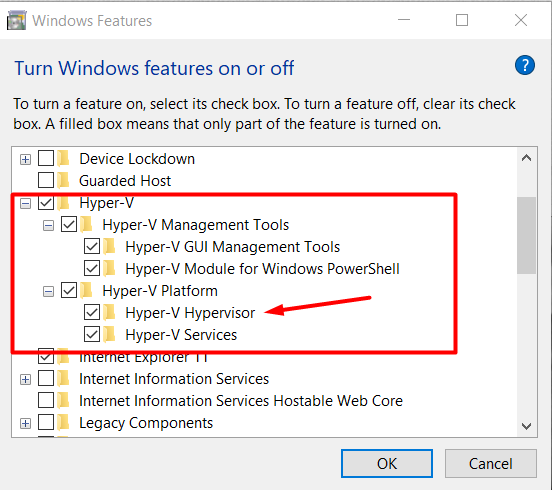 Windows Features
Turn Windows features on or off
To turn a feature on, select its check box. To turn a feature off, clear its check
box. A filled box means that only part of the feature is turned on.
Device Lockdown
Guarded Host
Hyper-V
Hyper-V Management Tools
Hyper-V GUI Management Tools
Hyper-V Module for Windows PowerShell
Hyper-V Platform
Hyper-V Hypervisor
Hyper-V Services
Internet Explorer 11
Internet Information Services
Internet Information Services Hostable Web Core
Legacy Components
OK
Cancel